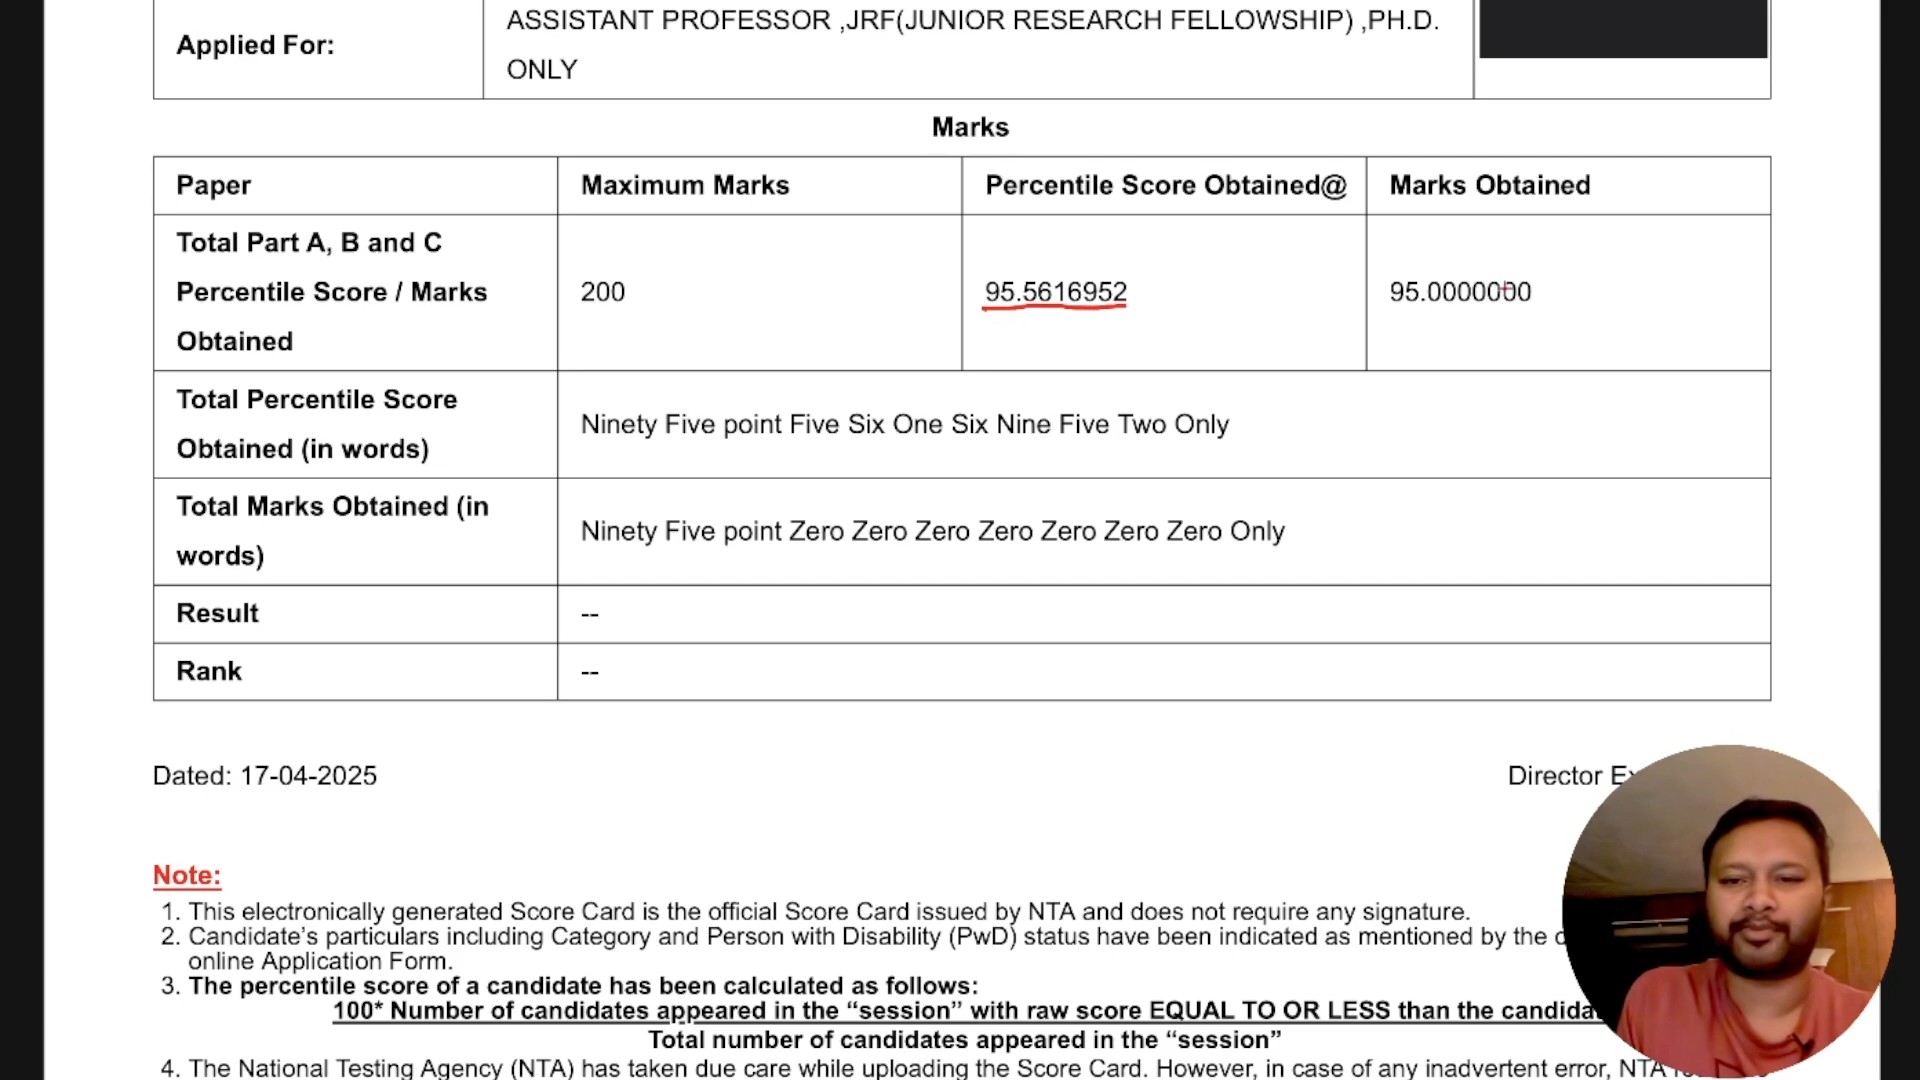 Applied For:
ASSISTANT PROFESSOR ,JRF(JUNIOR RESEARCH FELLOWSHIP) ,PH.D.
ONLY
Marks
Paper
Maximum Marks
Percentile Score Obtained@
Marks Obtained
Total Part A, B and C
Percentile Score / Marks
Obtained
200
95.5616952
95.0000000
Total Percentile Score
Obtained (in words)
Ninety Five point Five Six One Six Nine Five Two Only
Total Marks Obtained (in
words)
Ninety Five point Zero Zero Zero Zero Zero Zero Zero Only
Result
--
Rank
--
Dated: 17-04-2025
Director
Note:
1. This electronically generated Score Card is the official Score Card issued by NTA and does not require any signature.
2. Candidate’s particulars including Category and Person with Disability (PwD) status have been indicated as mentioned by the
online Application Form.
3. The percentile score of a candidate has been calculated as follows:
100* Number of candidates appeared in the “session” with raw score EQUAL TO OR LESS than the
Total number of candidates appeared in the “session”
4. The National Testing Agency (NTA) has taken due care while uploading the Score Card. However, in case of any inadvertent error, NTA